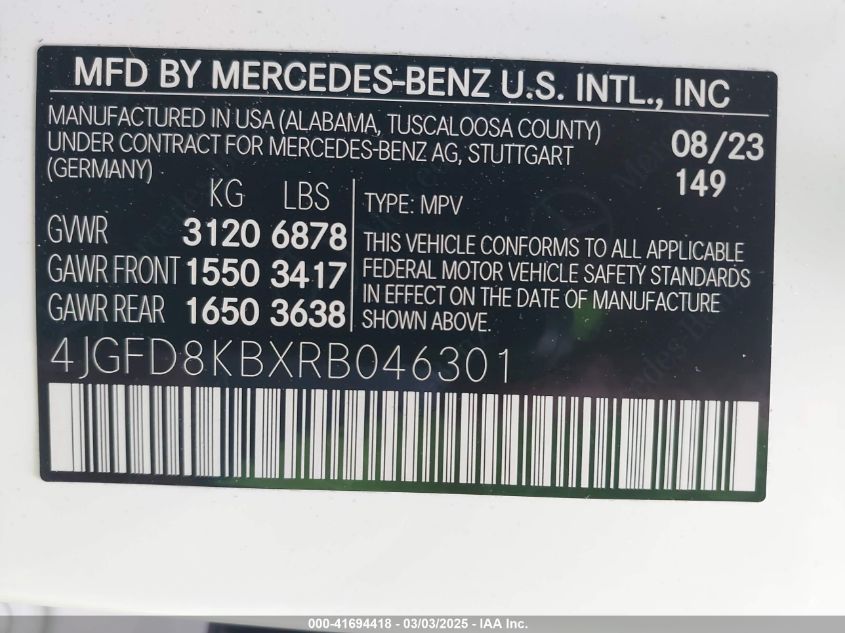 MFD BY MERCEDES-BENZ U.S. INTL., INC
MANUFACTURED IN USA (ALABAMA, TUSCALOOSA COUNTY)
UNDER CONTRACT FOR MERCEDES-BENZ AG, STUTTGART
(GERMANY)
08/23
149
KG LBS
GVWR 3120 6878
GAWR FRONT 1550 3417
GAWR REAR 1650 3638
TYPE: MPV
THIS VEHICLE CONFORMS TO ALL APPLICABLE
FEDERAL MOTOR VEHICLE SAFETY STANDARDS
IN EFFECT ON THE DATE OF MANUFACTURE
SHOWN ABOVE.
4JGFD8KBXRB046301
000-41694418 - 03/03/2025 - IAA Inc.